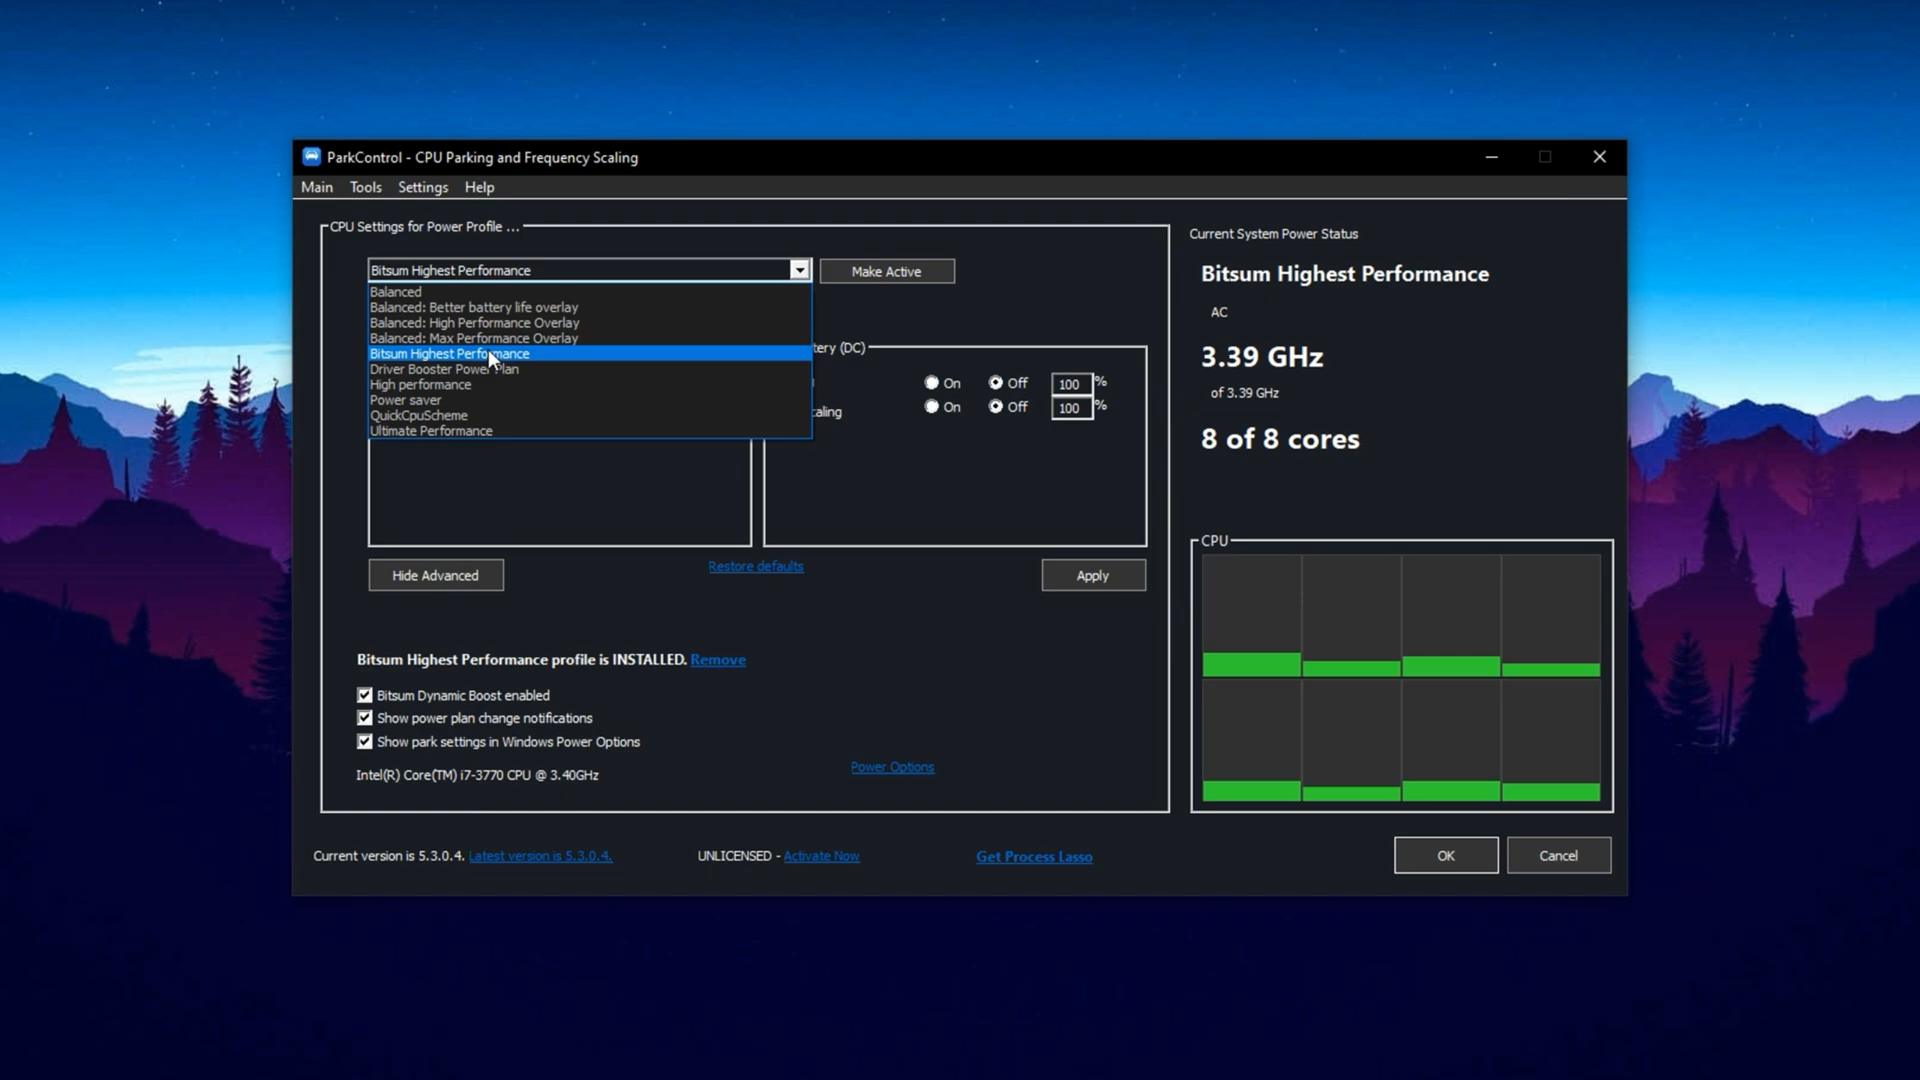 ParkControl - CPU Parking and Frequency Scaling
Main Tools Settings Help
CPU Settings for Power Profile ...
Bitsum Highest Performance
Make Active
Balanced
Balanced: Better battery life overlay
Balanced: High Performance Overlay
Balanced: Max Performance Overlay
Bitsum Highest Performance
Driver Booster Power Plan
High performance
Power saver
QuickCpuScheme
Ultimate Performance
tery (DC)
On Off 100 %
caling On Off 100 %
Hide Advanced
Restore defaults
Apply
Bitsum Highest Performance profile is INSTALLED. Remove
Bitsum Dynamic Boost enabled
Show power plan change notifications
Show park settings in Windows Power Options
Intel(R) Core(TM) i7-3770 CPU @ 3.40GHz
Power Options
Current System Power Status
Bitsum Highest Performance
AC
3.39 GHz
of 3.39 GHz
8 of 8 cores
CPU
Current version is 5.3.0.4. Latest version is 5.3.0.4.
UNLICENSED - Activate Now
Get Process Lasso
OK
Cancel